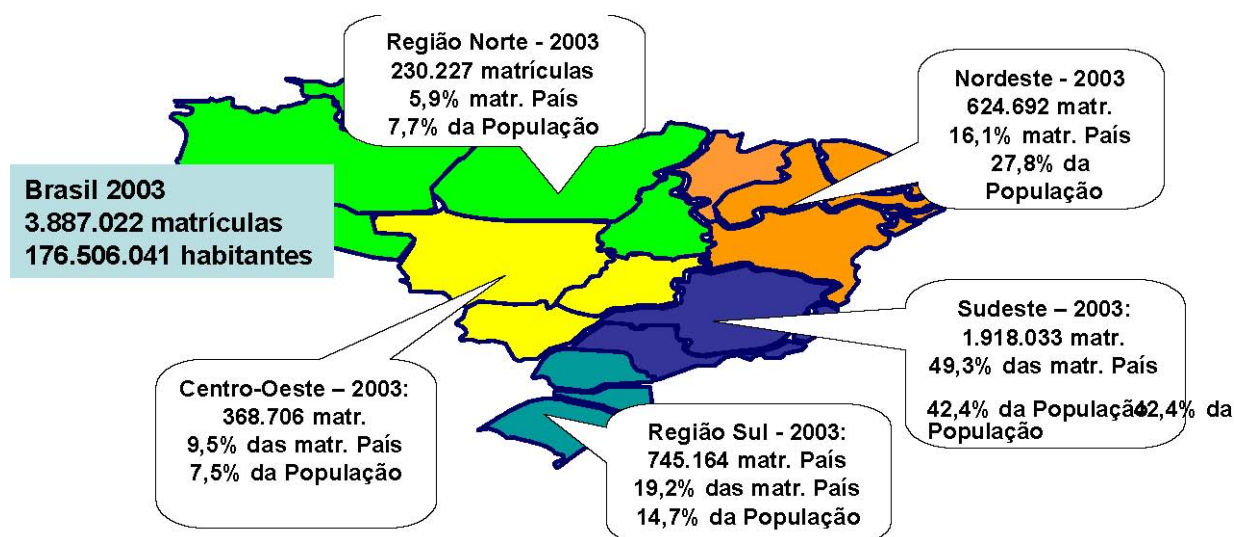 Região Norte - 2003
230.227 matrículas
5,9% matr. País
7,7% da População
Nordeste - 2003
624.692 matr.
16,1% matr. País
27,8% da
População
Brasil 2003
3.887.022 matrículas
176.506.041 habitantes
Sudeste – 2003:
1.918.033 matr.
49,3% das matr. País
42,4% da População42,4% da
População
Centro-Oeste – 2003:
368.706 matr.
9,5% das matr. País
7,5% da População
Região Sul - 2003:
745.164 matr. País
19,2% das matr. País
14,7% da População